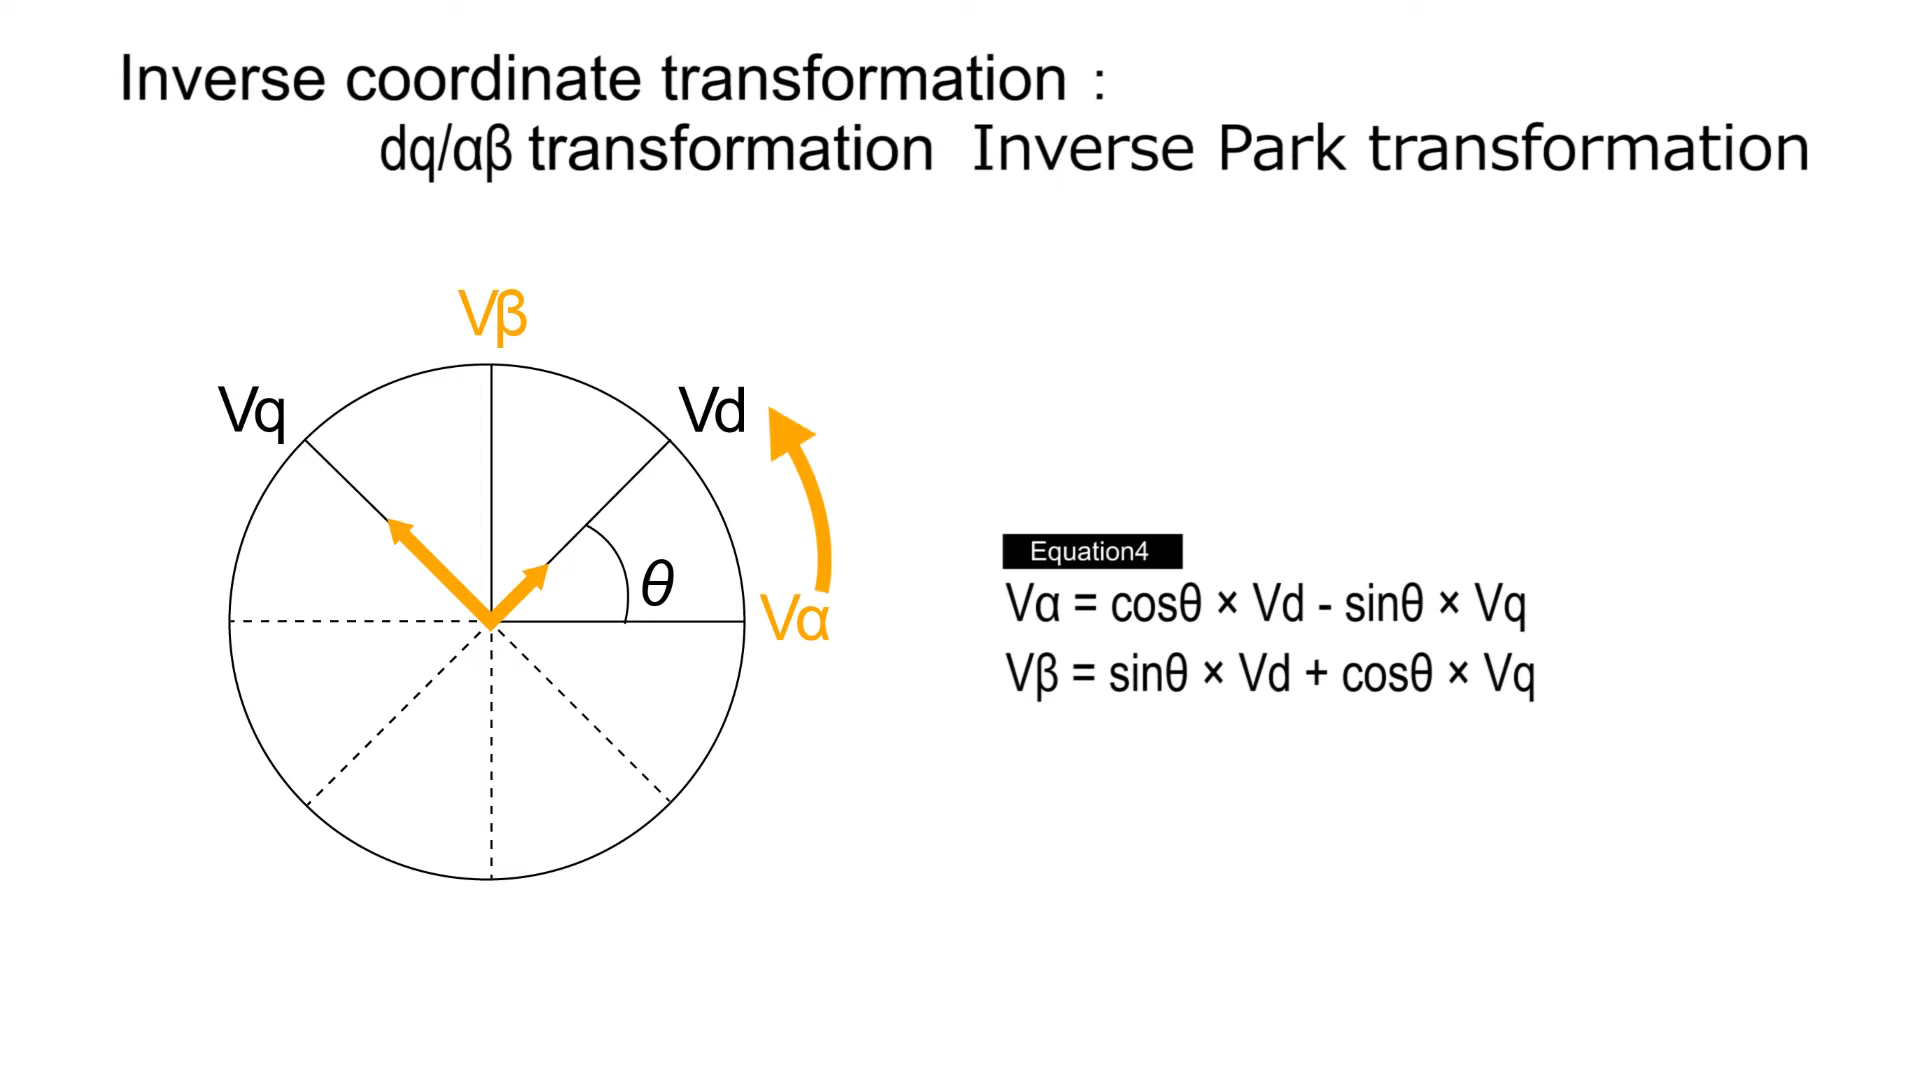 Inverse coordinate transformation：
dq/αβ transformation Inverse Park transformation
Vβ
Vq
Vd
θ
Vα
Equation4
Vα = cosθ × Vd - sinθ × Vq
Vβ = sinθ × Vd + cosθ × Vq